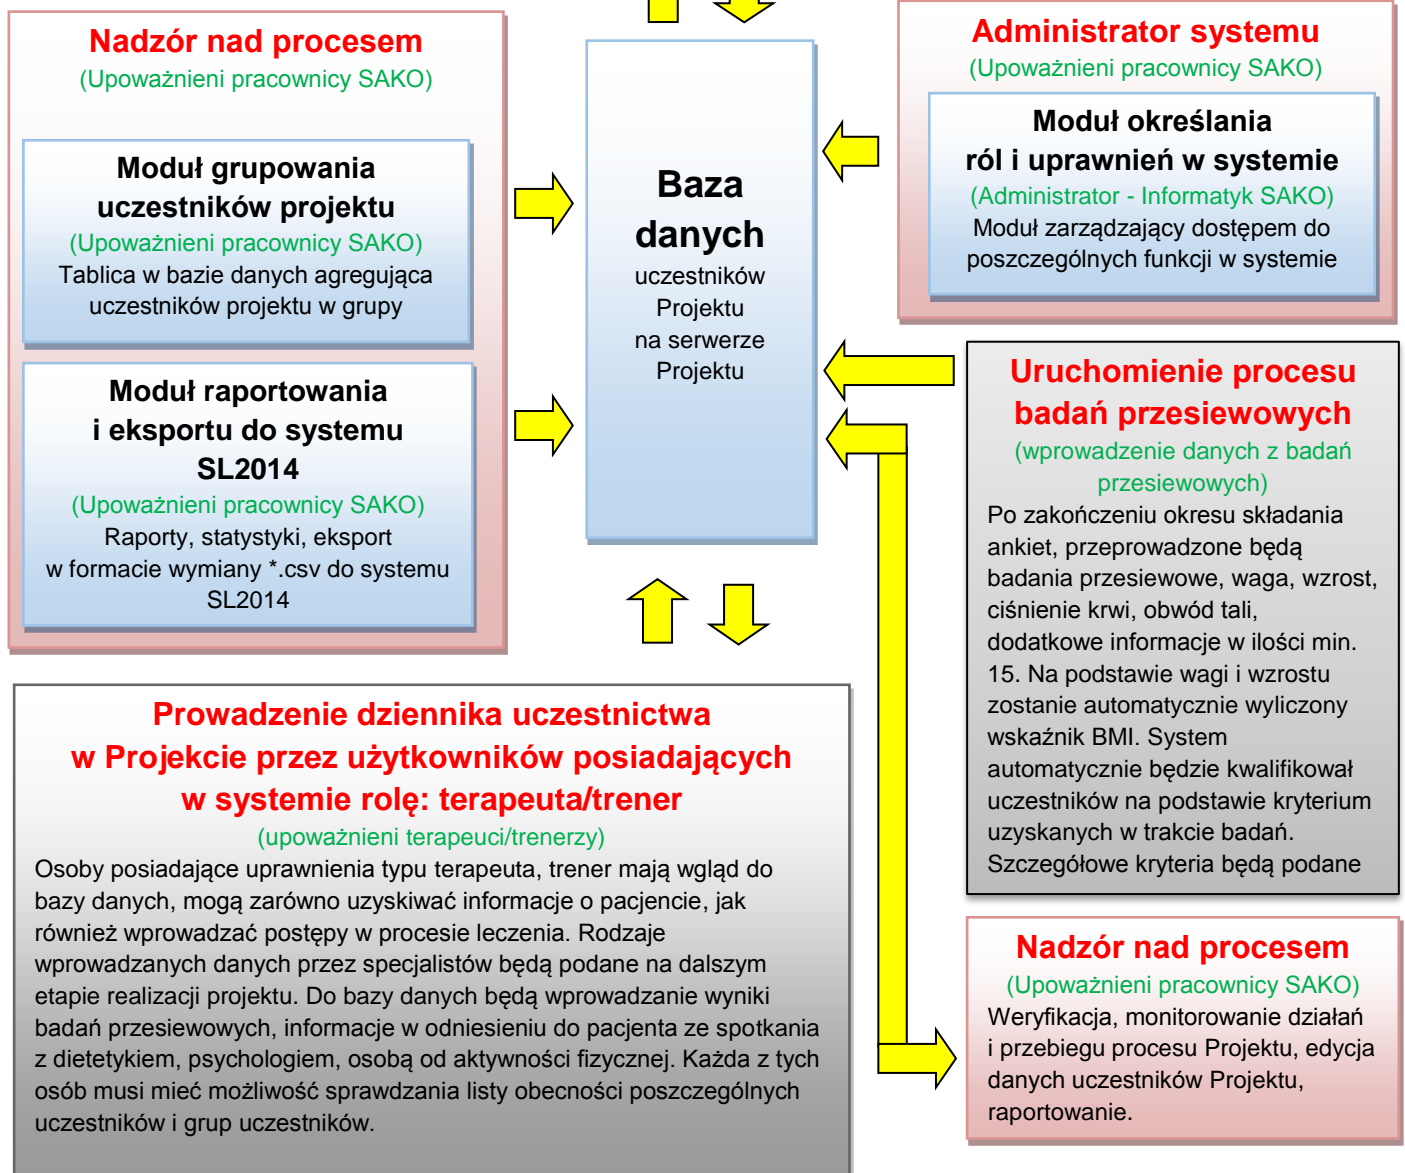 Nadzór nad procesem
(Upoważnieni pracownicy SAKO)
Moduł grupowania
uczestników projektu
(Upoważnieni pracownicy SAKO)
Tablica w bazie danych agregująca
uczestników projektu w grupy
Moduł raportowania
i eksportu do systemu
SL2014
(Upoważnieni pracownicy SAKO)
Raporty, statystyki, eksport
w formacie wymiany *.csv do systemu
SL2014
Baza
danych
uczestników
Projektu
na serwerze
Projektu
Administrator systemu
(Upoważnieni pracownicy SAKO)
Moduł określania
ról i uprawnień w systemie
(Administrator - Informatyk SAKO)
Moduł zarządzający dostępem do
poszczególnych funkcji w systemie
Uruchomienie procesu
badań przesiewowych
(wprowadzenie danych z badań
przesiewowych)
Po zakończeniu okresu składania
ankiet, przeprowadzone będą
badania przesiewowe, waga, wzrost,
ciśnienie krwi, obwód tali,
dodatkowe informacje w ilości min.
15. Na podstawie wagi i wzrostu
zostanie automatycznie wyliczony
wskaźnik BMI. System
automatycznie będzie kwalifikował
uczestników na podstawie kryterium
uzyskanych w trakcie badań.
Szczegółowe kryteria będą podane
Prowadzenie dziennika uczestnictwa
w Projekcie przez użytkowników posiadających
w systemie rolę: terapeuta/trener
(upoważnieni terapeuci/trenerzy)
Osoby posiadające uprawnienia typu terapeuta, trener mają wgląd do
bazy danych, mogą zarówno uzyskiwać informacje o pacjencie, jak
również wprowadzać postępy w procesie leczenia. Rodzaje
wprowadzanych danych przez specjalistów będą podane na dalszym
etapie realizacji projektu. Do bazy danych będą wprowadzanie wyniki
badań przesiewowych, informacje w odniesieniu do pacjenta ze spotkania
z dietetykiem, psychologiem, osobą od aktywności fizycznej. Każda z tych
osób musi mieć możliwość sprawdzania listy obecności poszczególnych
uczestników i grup uczestników.
Nadzór nad procesem
(Upoważnieni pracownicy SAKO)
Weryfikacja, monitorowanie działań
i przebiegu procesu Projektu, edycja
danych uczestników Projektu,
raportowanie.